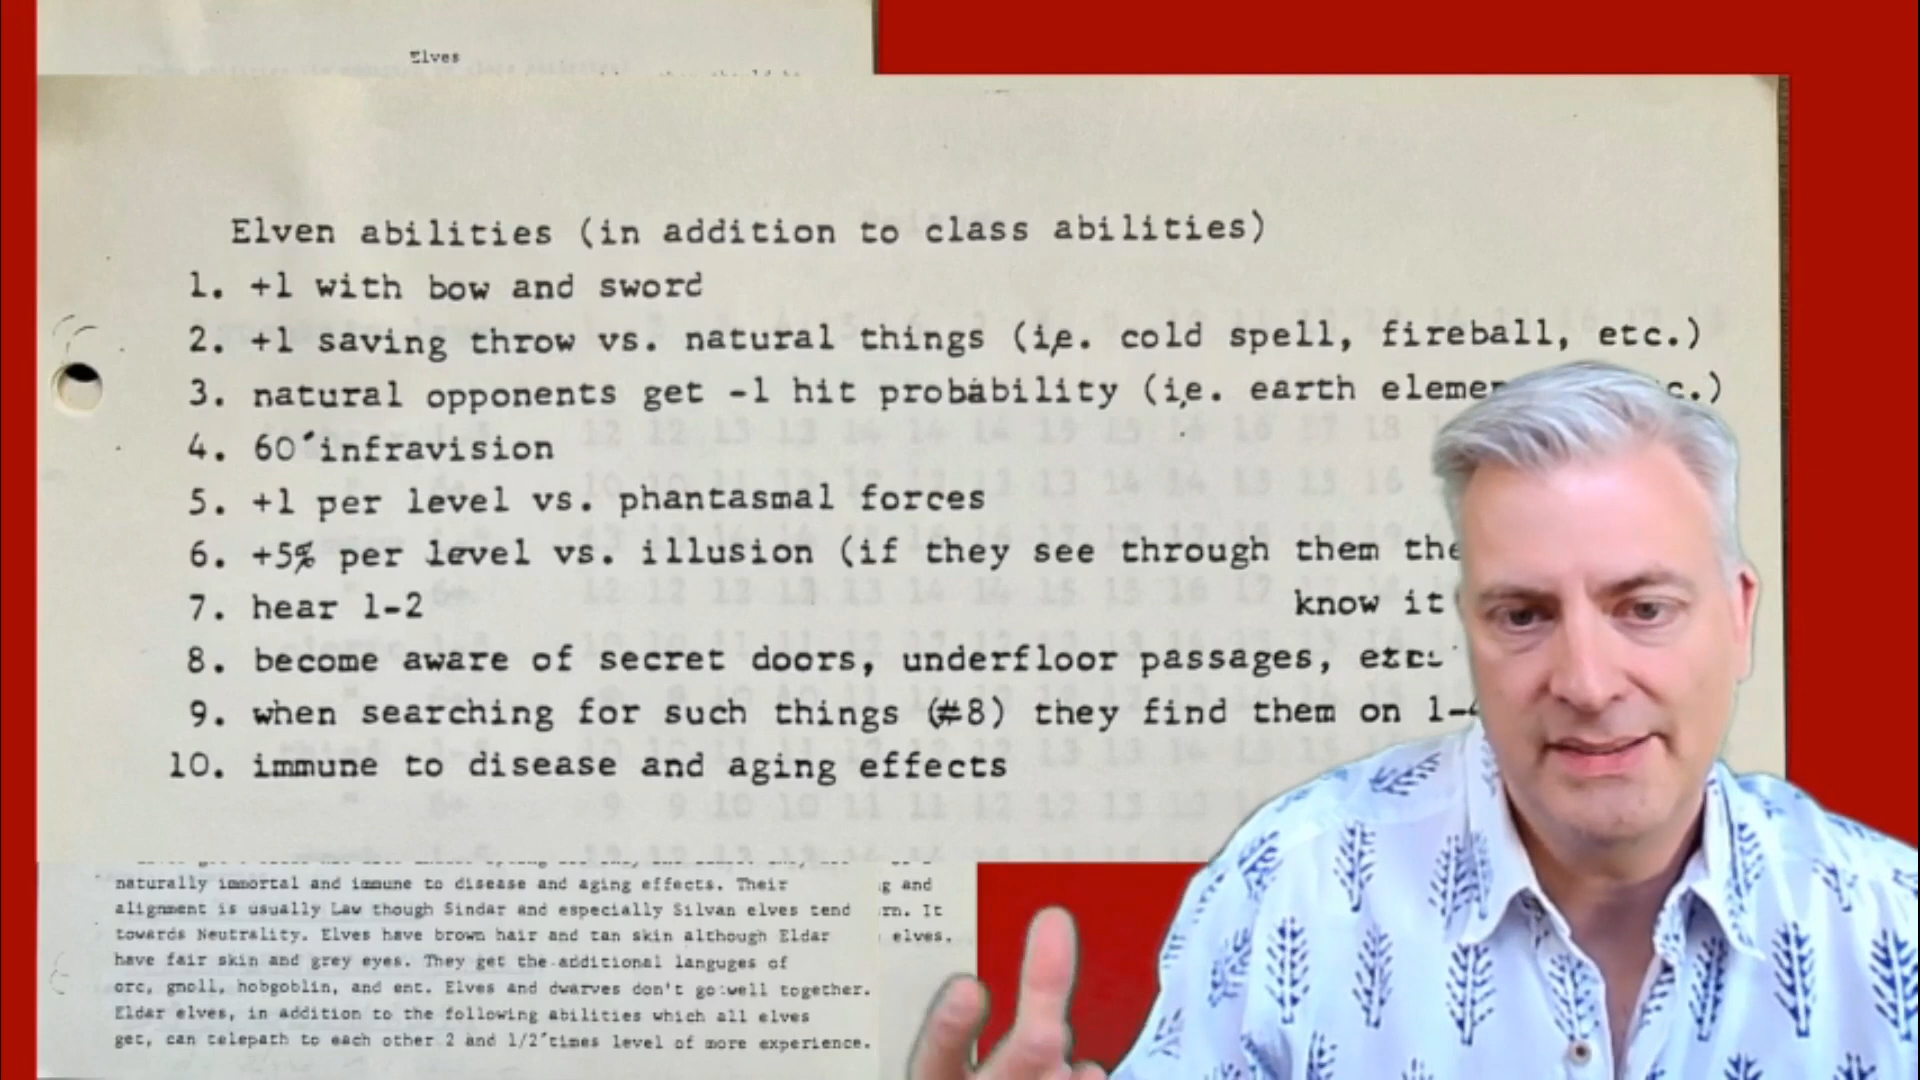 Elves
Elven abilities (in addition to class abilities)
1. +1 with bow and sword
2. +1 saving throw vs. natural things (ie. cold spell, fireball, etc.)
3. natural opponents get -1 hit probability (ie. earth c.)
4. 60' infravision
5. +1 per level vs. phantasmal forces
6. +5% per level vs. illusion (if they see through them
know it
7. hear 1-2
8. become aware of secret doors, underfloor passages, etc.
9. when searching for such things (#8) they find them on
10. immune to disease and aging effects
naturally immortal and immune to disease and aging effects. Their
alignment is usually Law though Sindar and especially Silvan elves tend
towards Neutrality. Elves have brown hair and tan skin although Eldar
have fair skin and grey eyes. They get the additional languges of
orc, gnoll, hobgoblin, and ent. Elves and dwarves don't go well together.
Eldar elves, in addition to the following abilities which all elves
get, can telepath to each other 2 and 1/2"times level of more experience.
and
It
elves.